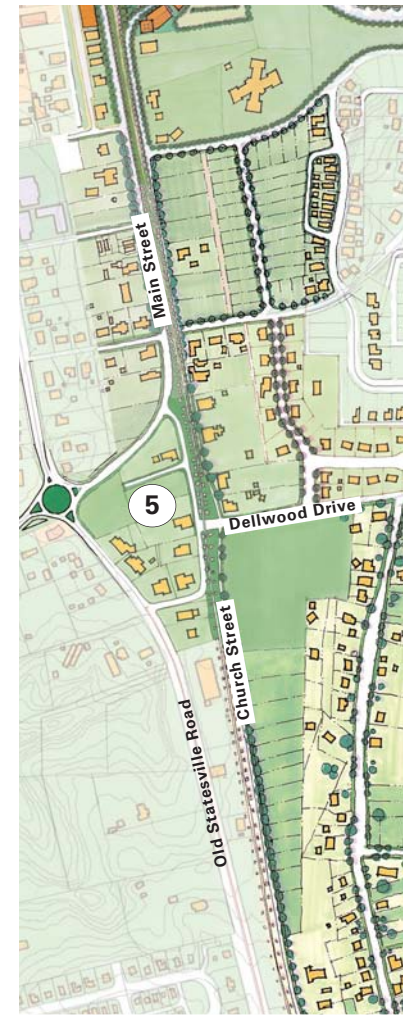 Main Street
5
Dellwood Drive
Church Street
Old Statesville Road